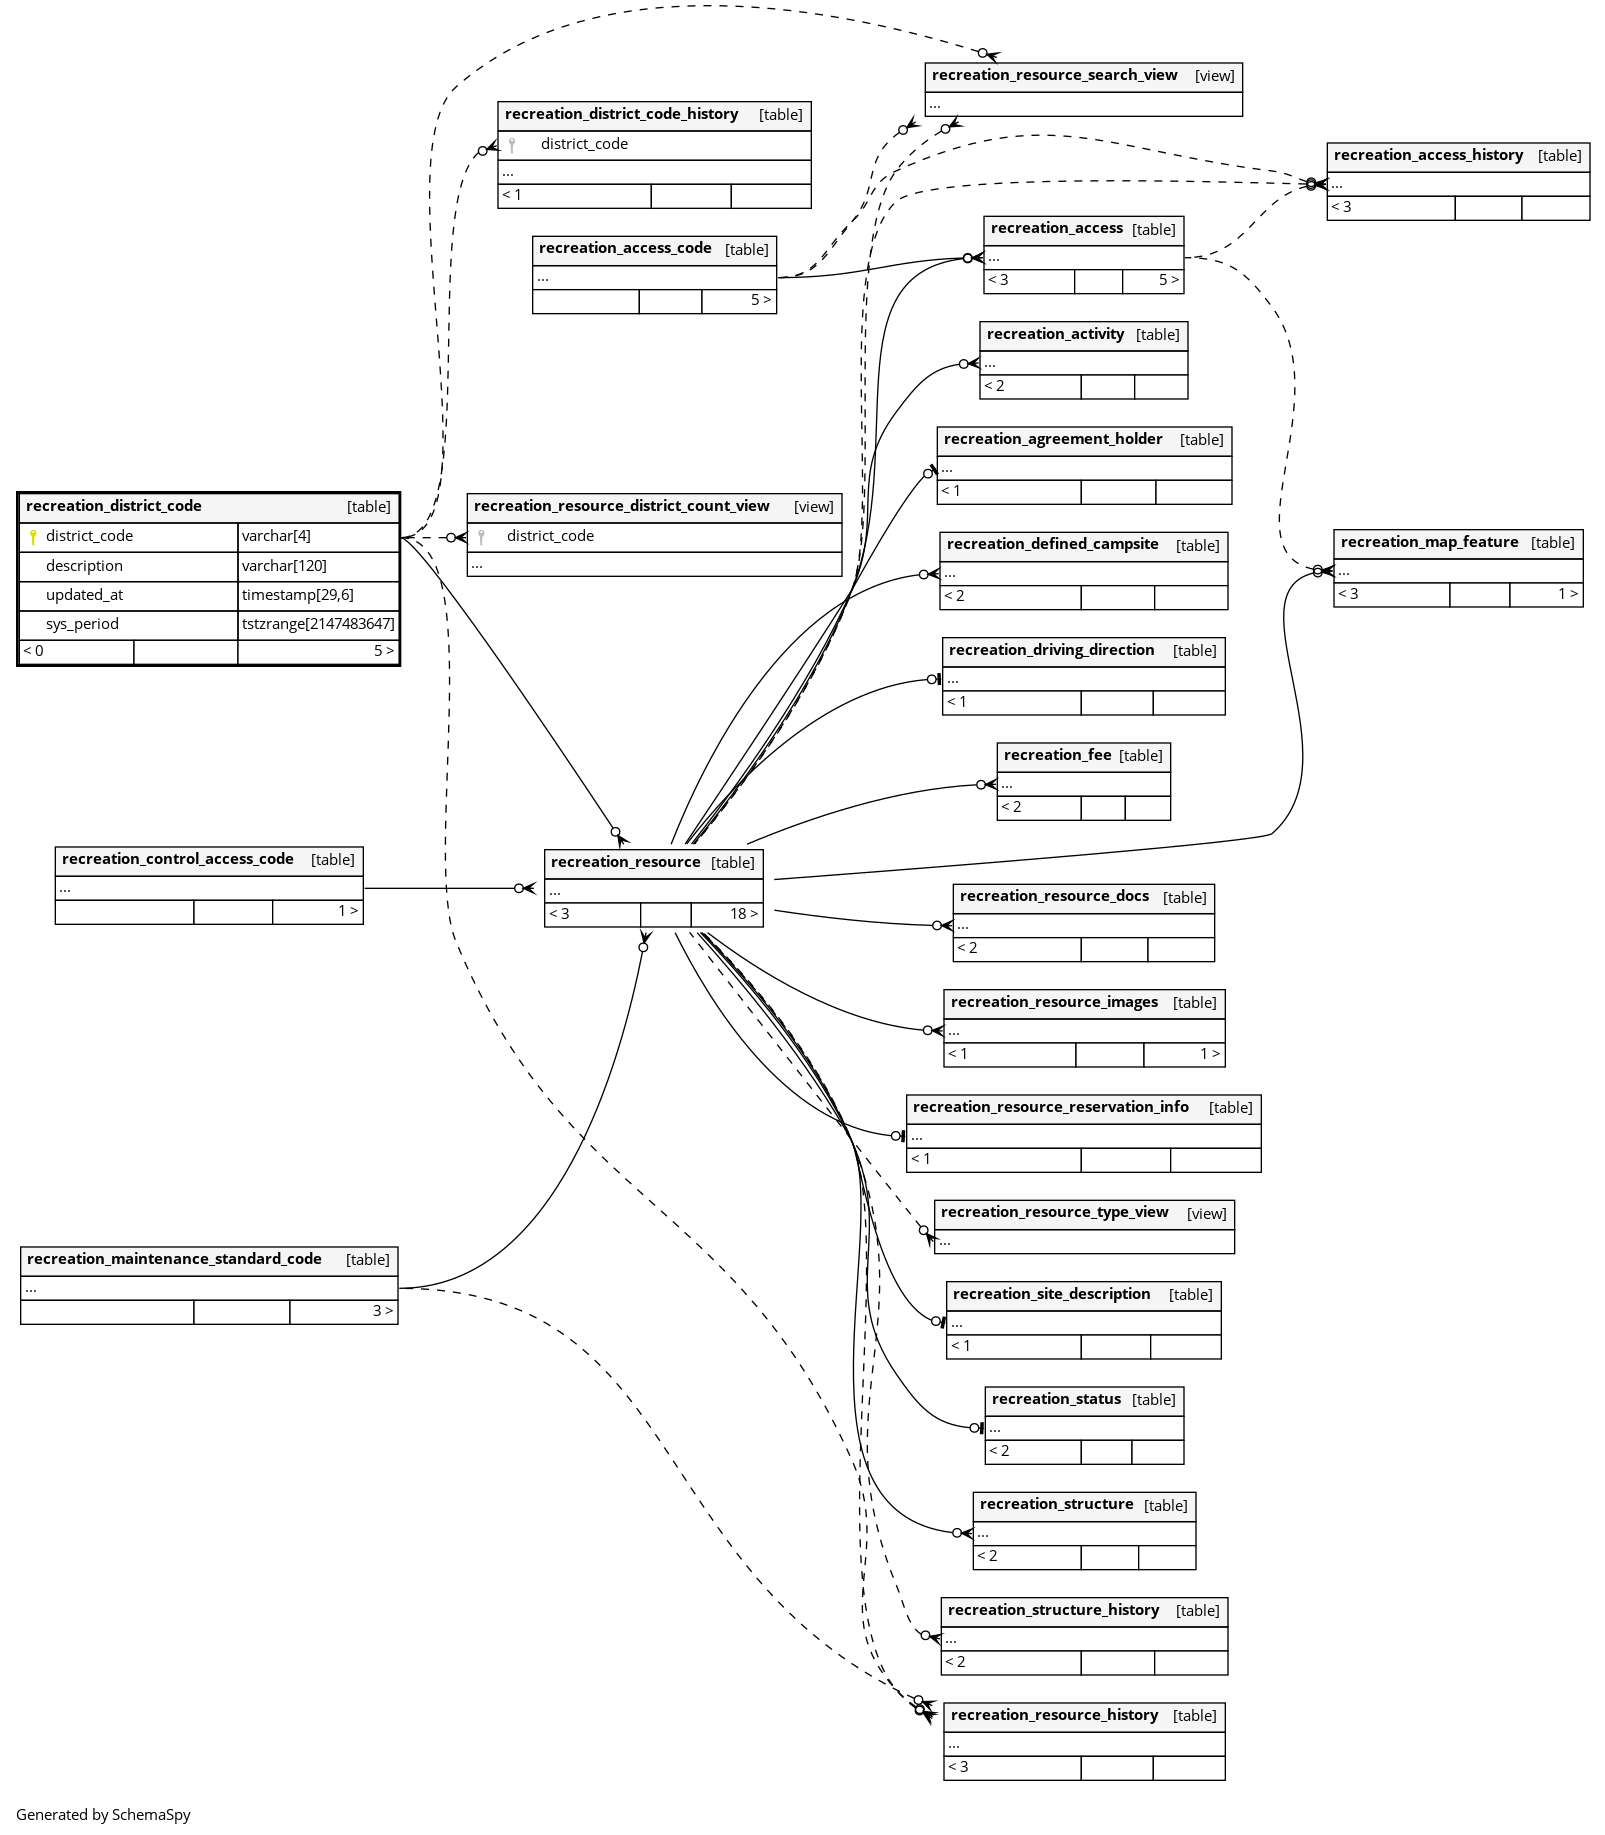 recreation_resource_search_view [view]
...
recreation_district_code_history [table]
district_code
...
< 1
recreation_access_history [table]
...
< 3
recreation_access [table]
...
< 3 5 >
recreation_access_code [table]
...
5 >
recreation_activity [table]
...
< 2
recreation_agreement_holder [table]
...
< 1
recreation_district_code [table]
district_code varchar[4]
description varchar[120]
updated_at timestamp[29,6]
sys_period tstzrange[2147483647]
< 0 5 >
recreation_resource_district_count_view [view]
district_code
...
recreation_defined_campsite [table]
...
< 2
recreation_map_feature [table]
...
< 3 1 >
recreation_driving_direction [table]
...
< 1
recreation_fee [table]
...
< 2
recreation_control_access_code [table]
...
1 >
recreation_resource [table]
...
< 3 18 >
recreation_resource_docs [table]
...
< 2
recreation_resource_images [table]
...
< 1 1 >
recreation_resource_reservation_info [table]
...
< 1
recreation_resource_type_view [view]
...
recreation_maintenance_standard_code [table]
...
3 >
recreation_site_description [table]
...
< 1
recreation_status [table]
...
< 2
recreation_structure [table]
...
< 2
recreation_structure_history [table]
...
< 2
recreation_resource_history [table]
...
< 3
Generated by SchemaSpy